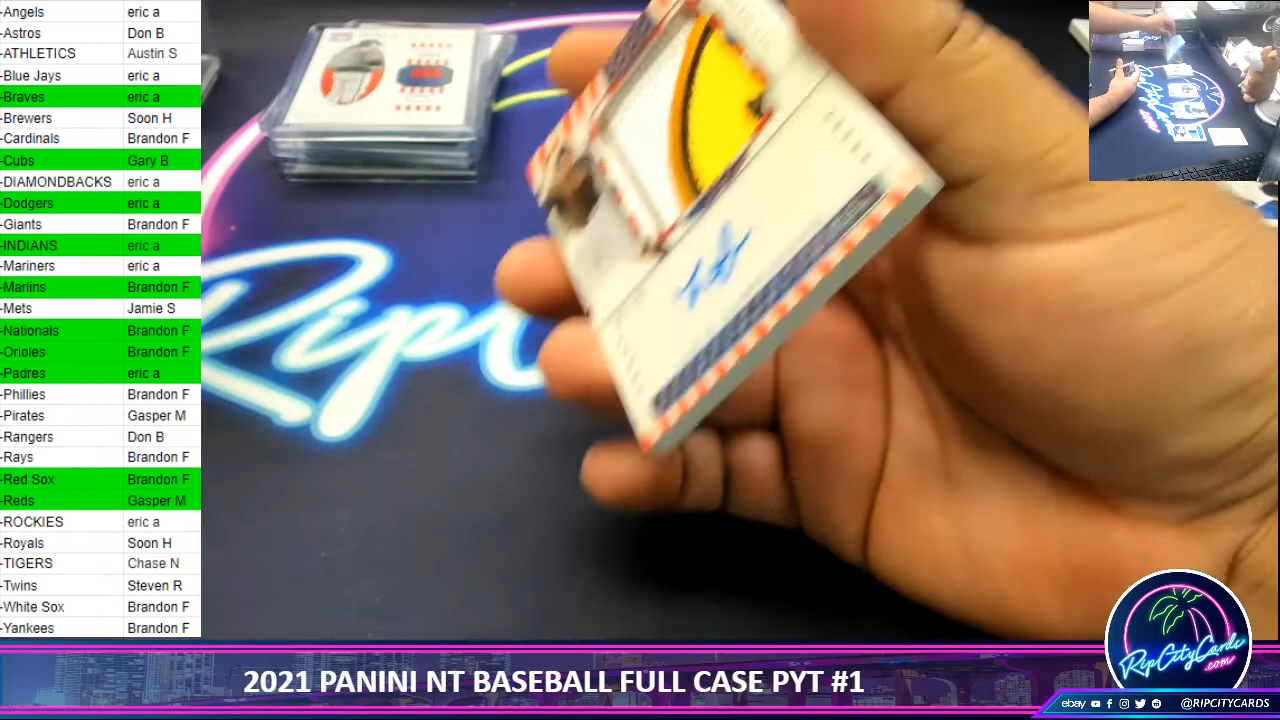 -Angels eric a
-Astros Don B
-ATHLETICS Austin S
-Blue Jays eric a
-Braves eric a
-Brewers Soon H
-Cardinals Brandon F
-Cubs Gary B
-DIAMONDBACKS eric a
-Dodgers eric a
-Giants Brandon F
-INDIANS eric a
-Mariners eric a
-Marlins Brandon F
-Mets Jamie S
-Nationals Brandon F
-Orioles Brandon F
-Padres eric a
-Phillies Brandon F
-Pirates Gasper M
-Rangers Don B
-Rays Brandon F
-Red Sox Brandon F
-Reds Gasper M
-ROCKIES eric a
-Royals Soon H
-TIGERS Chase N
-Twins Steven R
-White Sox Brandon F
-Yankees Brandon F
RipCityCards
.com
2021 PANINI NT BASEBALL FULL CASE PYT #1
ebay @RIPCITYCARDS